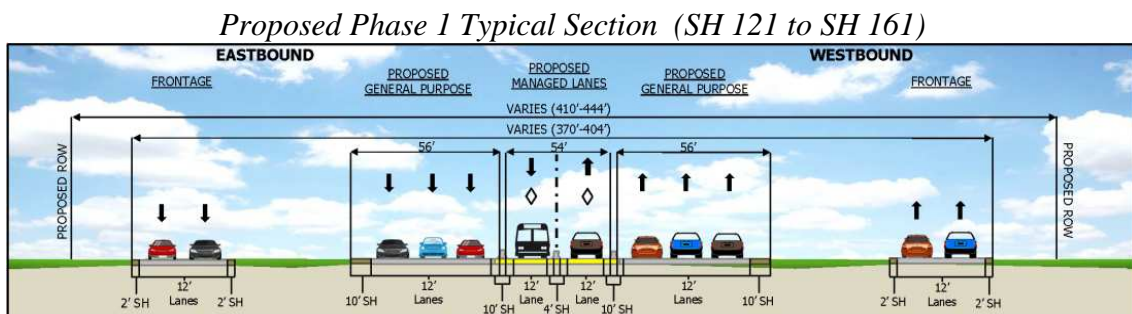 Proposed Phase 1 Typical Section (SH 121 to SH 161)
EASTBOUND
WESTBOUND
FRONTAGE
PROPOSED
GENERAL PURPOSE
PROPOSED
MANAGED LANES
PROPOSED
GENERAL PURPOSE
FRONTAGE
VARIES (410'-444')
VARIES (370'-404')
56'
54'
56'
PROPOSED ROW
PROPOSED ROW
12'
Lanes
2' SH
2' SH
10' SH
12'
Lanes
10' SH
12'
Lane
4' SH
12'
Lane
10' SH
12'
Lanes
10' SH
2' SH
12'
Lanes
2' SH